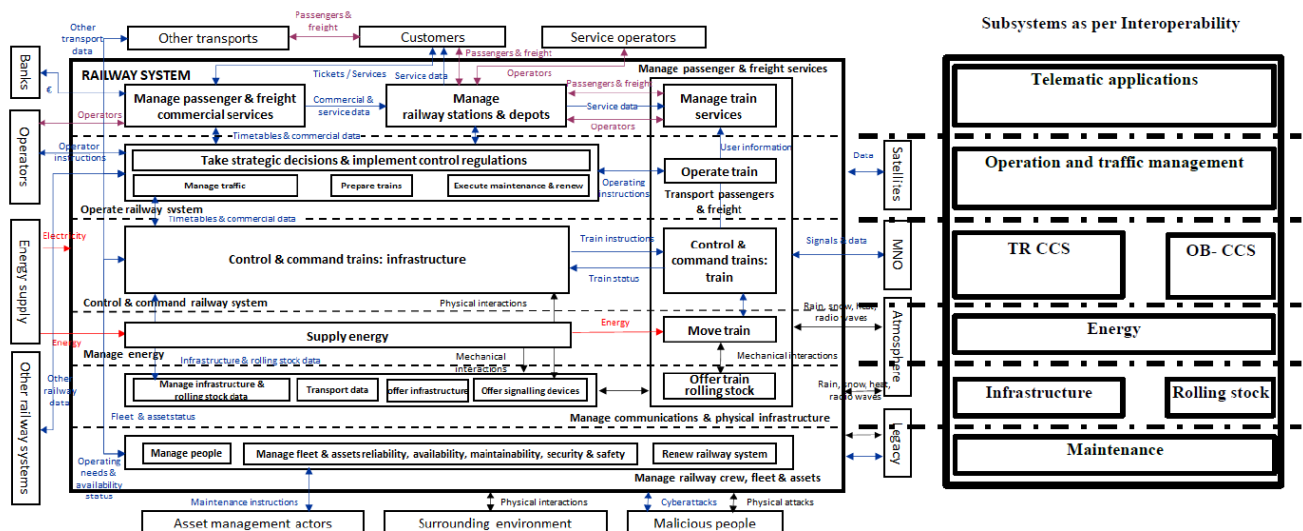 Other
transport
data
Passengers &
freight
Subsystems as per Interoperability
Other transports
Customers
Service operators
Banks
€
RAILWAY SYSTEM
Tickets / Services
Service data
Passengers & freight
Operators
Manage passenger & freight services
Telematic applications
Manage passenger & freight
commercial services
Commercial &
service data
Manage
railway stations & depots
Passengers & freight
Service data
Operators
Manage train
services
Operators
Operators
Operator
instructions
Timetables & commercial data
User information
Take strategic decisions & implement control regulations
Manage traffic
Prepare trains
Execute maintenance & renew
Operate railway system
Operating
instructions
Operate train
Transport passengers
& freight
Data
Satellites
Operation and traffic management
Timetables & commercial data
Electricity
Energy supply
Control & command trains: infrastructure
Train instructions
Train status
Control &
command trains:
train
Signals & data
MNO
TR CCS
OB- CCS
Control & command railway system
Physical interactions
Rain, snow, heat,
radio waves
Atmosphere
Supply energy
Energy
Move train
Energy
Energy
Manage energy
Infrastructure & rolling stock data
Mechanical
interactions
Mechanical interactions
Other railway systems
Other
railway
data
Manage infrastructure &
rolling stock data
Transport data
offer infrastructure
Offer signalling devices
Offer train
rolling stock
Rain, snow, heat,
radio waves
Infrastructure
Rolling stock
Fleet & assetstatus
Manage communications & physical infrastructure
Legacy
Manage people
Manage fleet & assets reliability, availability, maintainability, security & safety
Renew railway system
Maintenance
Operating
needs &
availability
status
Manage railway crew, fleet & assets
Maintenance instructions
Physical interactions
Cyberattacks
Physical attacks
Asset management actors
Surrounding environment
Malicious people